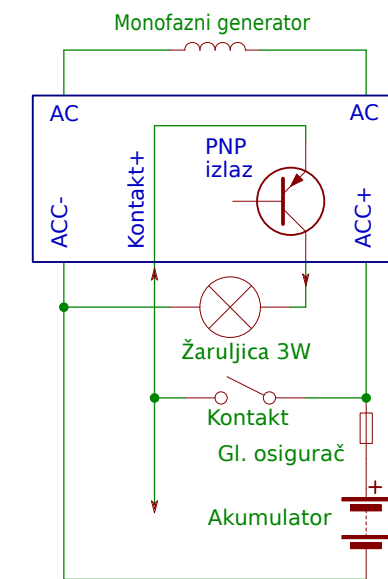 Monofazni generator
AC
AC
PNP
izlaz
Kontakt+
ACC-
ACC+
Žaruljica 3W
Kontakt
Gl. osigurač
+
Akumulator